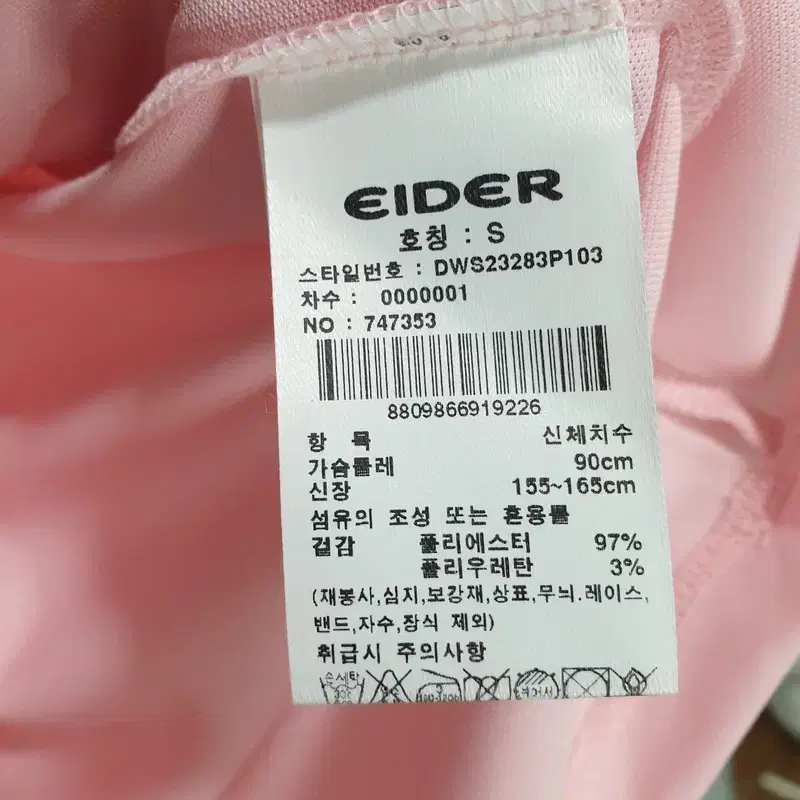 EIDER
호칭 : S
스타일번호 : DWS23283P103
차수 : 0000001
NO : 747353
8809866919226
항 목 신체치수
가슴둘레 90cm
신장 155~165cm
섬유의 조성 또는 혼용률
겉감 폴리에스터 97%
폴리우레탄 3%
(재봉사,심지,보강재,상표,무늬.레이스,
밴드,자수,장식 제외)
취급시 주의사항
손세탁